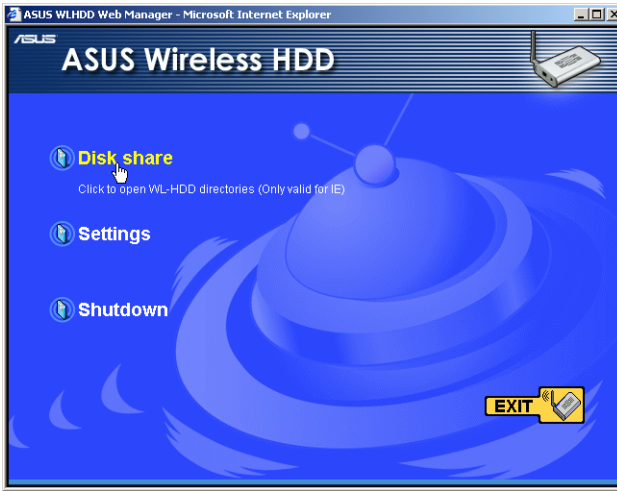 ASUS WLHDD Web Manager - Microsoft Internet Explorer
ASUS
ASUS Wireless HDD
Disk share
Click to open WL-HDD directories (Only valid for IE)
Settings
Shutdown
EXIT